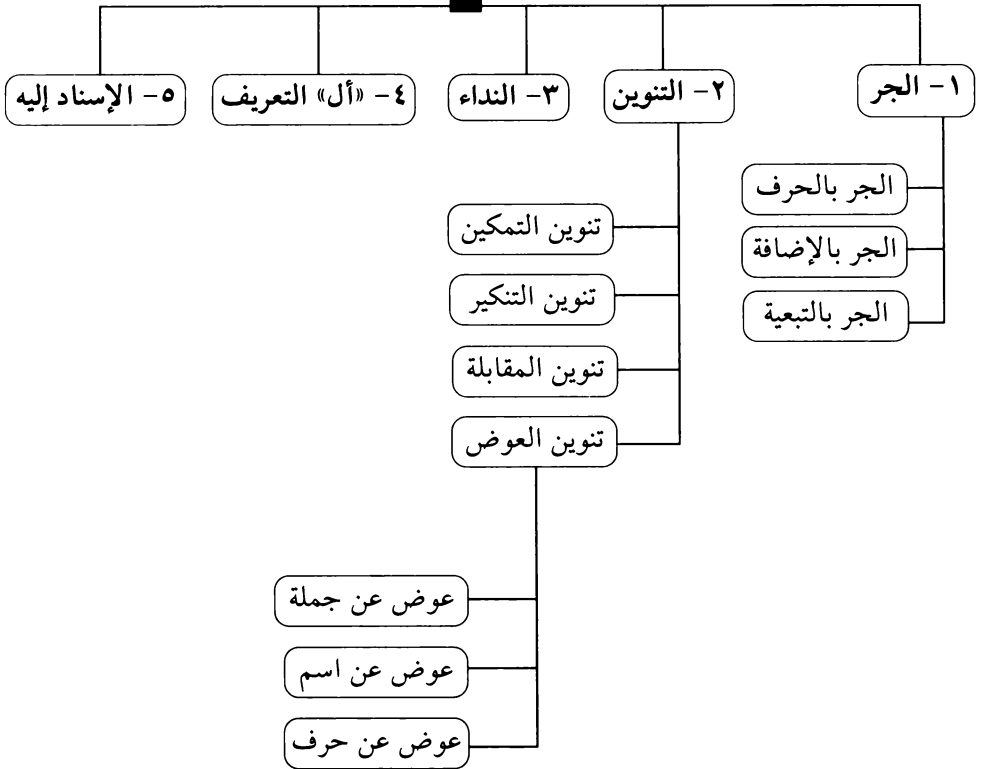 ١- الجر
٢- التنوين
٣- النداء
٤- «أل» التعريف
٥- الإسناد إليه
الجر بالحرف
الجر بالإضافة
الجر بالتبعية
تنوين التمكين
تنوين التنكير
تنوين المقابلة
تنوين العوض
عوض عن جملة
عوض عن اسم
عوض عن حرف